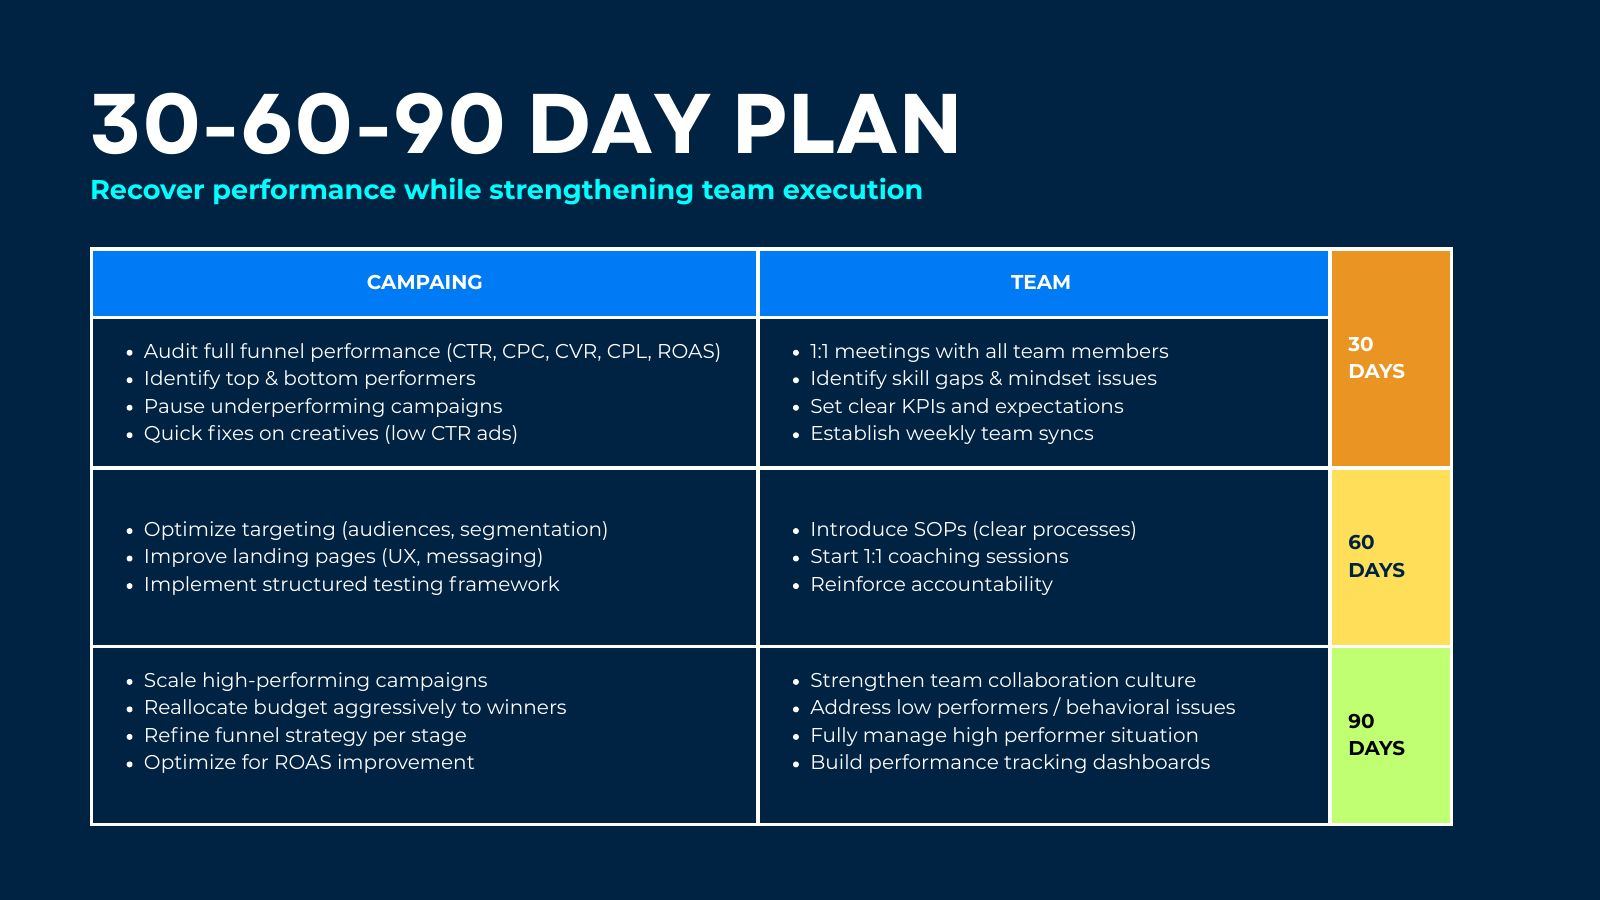 30-60-90 DAY PLAN
Recover performance while strengthening team execution
CAMPAING
TEAM
30
DAYS
• Audit full funnel performance (CTR, CPC, CVR, CPL, ROAS)
• Identify top & bottom performers
• Pause underperforming campaigns
• Quick fixes on creatives (low CTR ads)
• 1:1 meetings with all team members
• Identify skill gaps & mindset issues
• Set clear KPIs and expectations
• Establish weekly team syncs
• Optimize targeting (audiences, segmentation)
• Improve landing pages (UX, messaging)
• Implement structured testing framework
• Introduce SOPs (clear processes)
• Start 1:1 coaching sessions
• Reinforce accountability
60
DAYS
• Scale high-performing campaigns
• Reallocate budget aggressively to winners
• Refine funnel strategy per stage
• Optimize for ROAS improvement
• Strengthen team collaboration culture
• Address low performers / behavioral issues
• Fully manage high performer situation
• Build performance tracking dashboards
90
DAYS